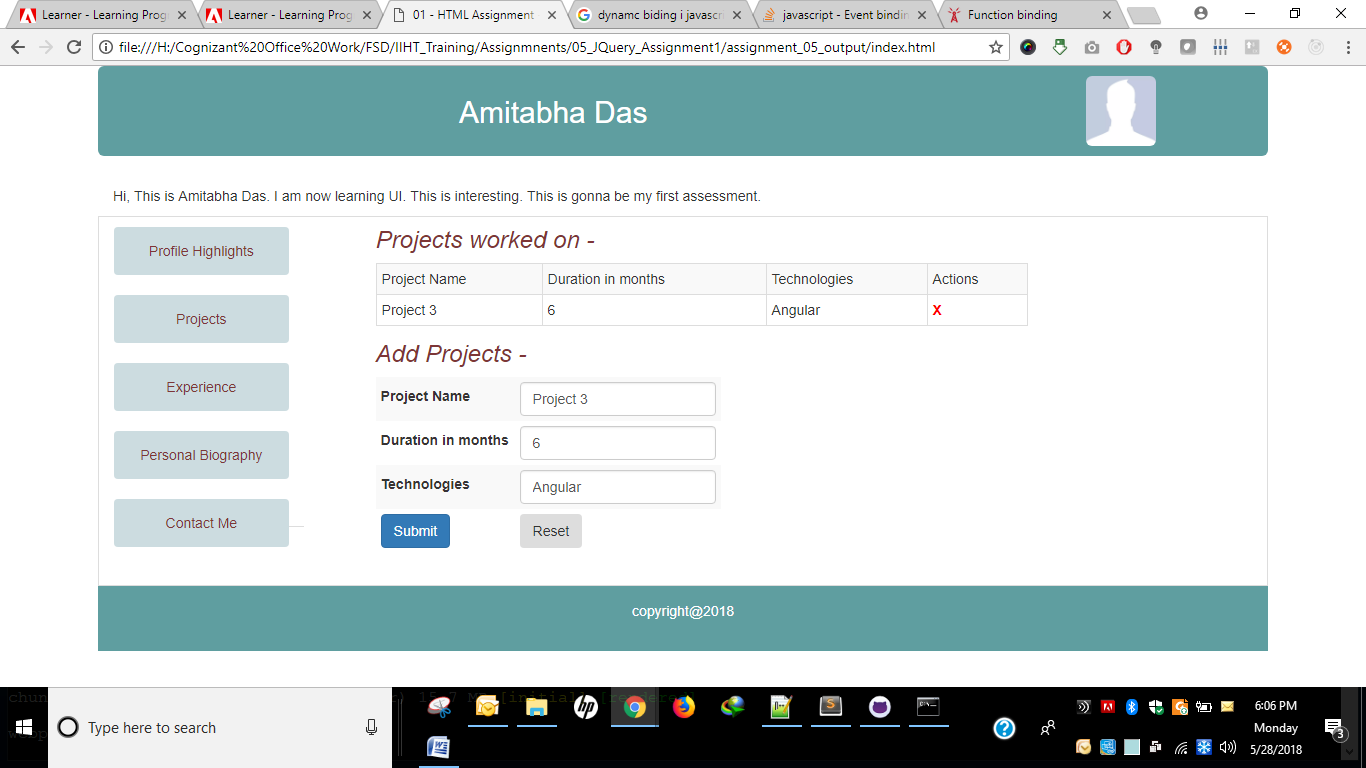 Learner - Learning Prog
Learner - Learning Prog
01 - HTML Assignment
dynamc biding i javascr
javascript - Event bindin
Function binding
file:///H:/Cognizant%20Office%20Work/FSD/IIHT_Training/Assignmnents/05_JQuery_Assignment1/assignment_05_output/index.html
Amitabha Das
Hi, This is Amitabha Das. I am now learning UI. This is interesting. This is gonna be my first assessment.
Profile Highlights
Projects
Experience
Personal Biography
Contact Me
Projects worked on -
Project Name Duration in months Technologies Actions
Project 3 6 Angular X
Add Projects -
Project Name Project 3
Duration in months 6
Technologies Angular
Submit Reset
copyright@2018
Type here to search
hp
6:06 PM
Monday
5/28/2018
3